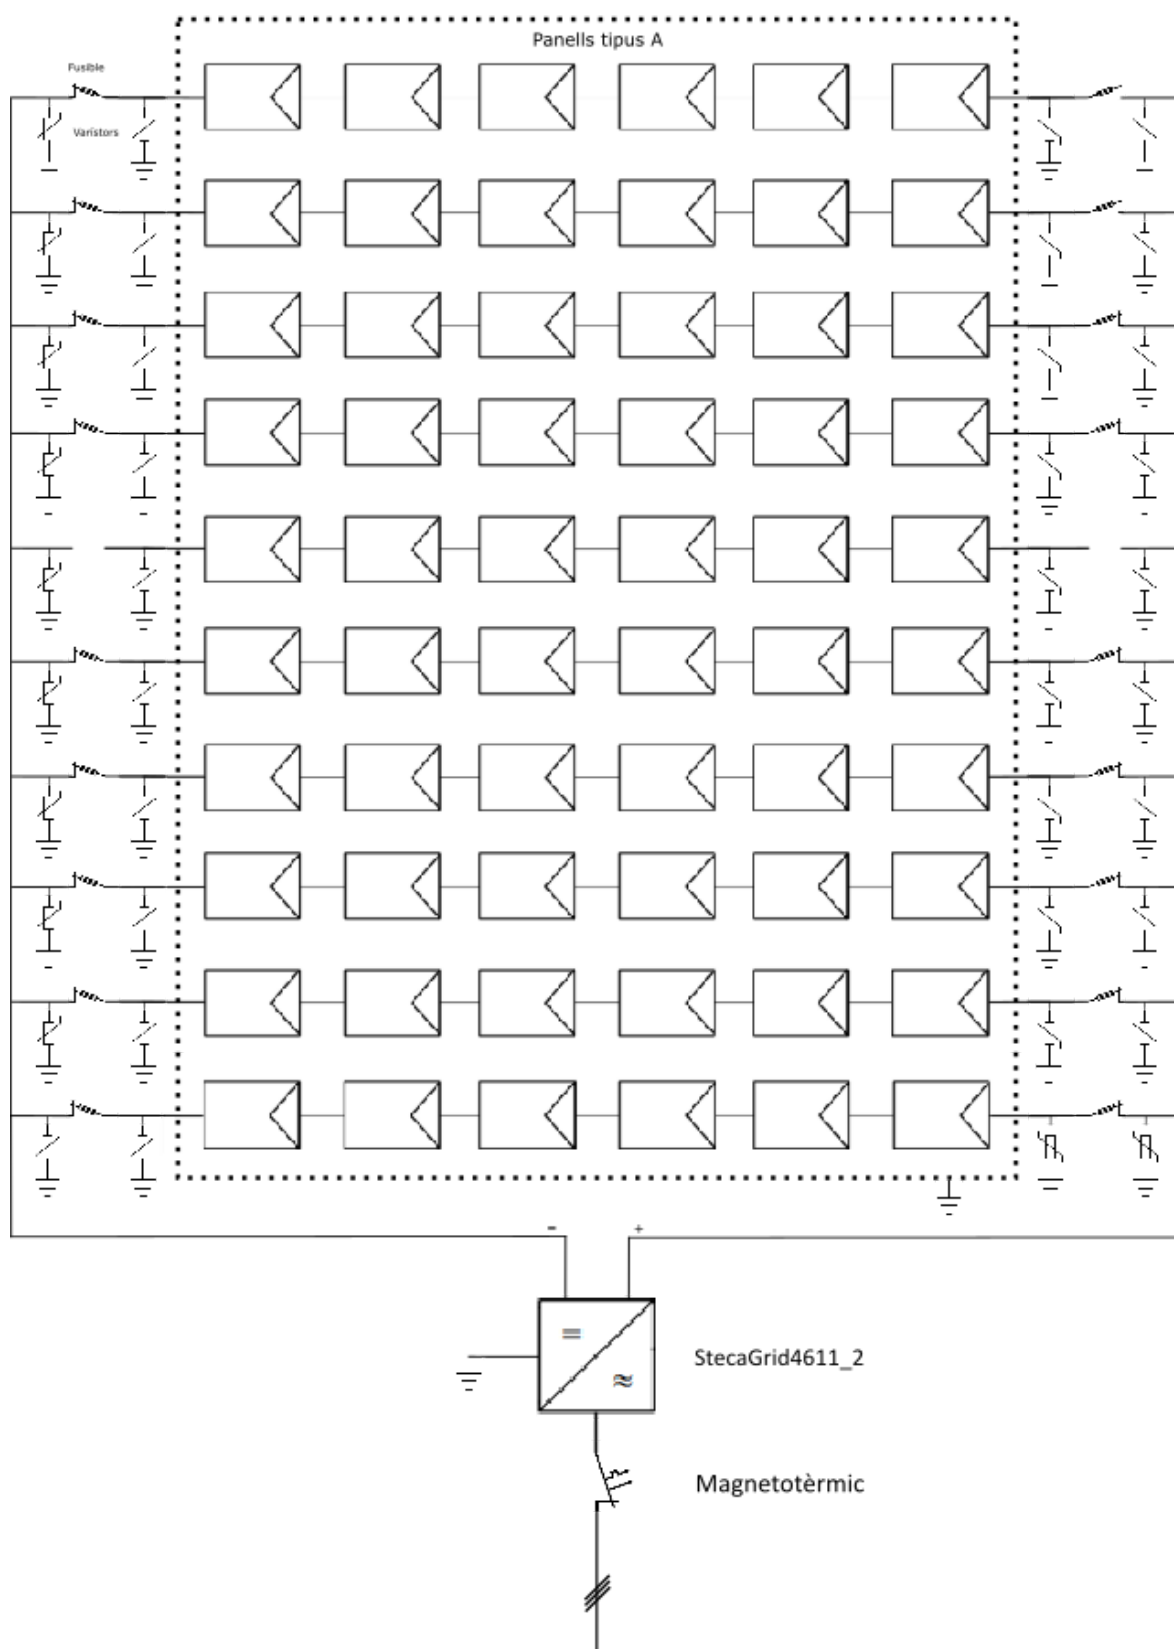 Panells tipus A
Fusible
Varistors
- +
=
StecaGrid4611_2
≈
Magnetotèrmic